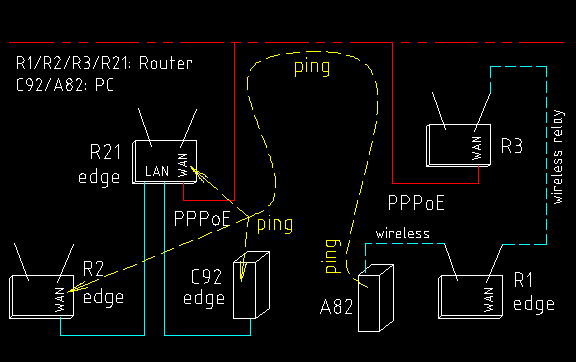 R1/R2/R3/R21: Router
C92/A82: PC
ping
R21
edge
LAN
WAN
WAN
R3
wireless relay
PPPoE
PPPoE
ping
wireless
ping
R2
edge
WAN
C92
edge
A82
WAN
R1
edge